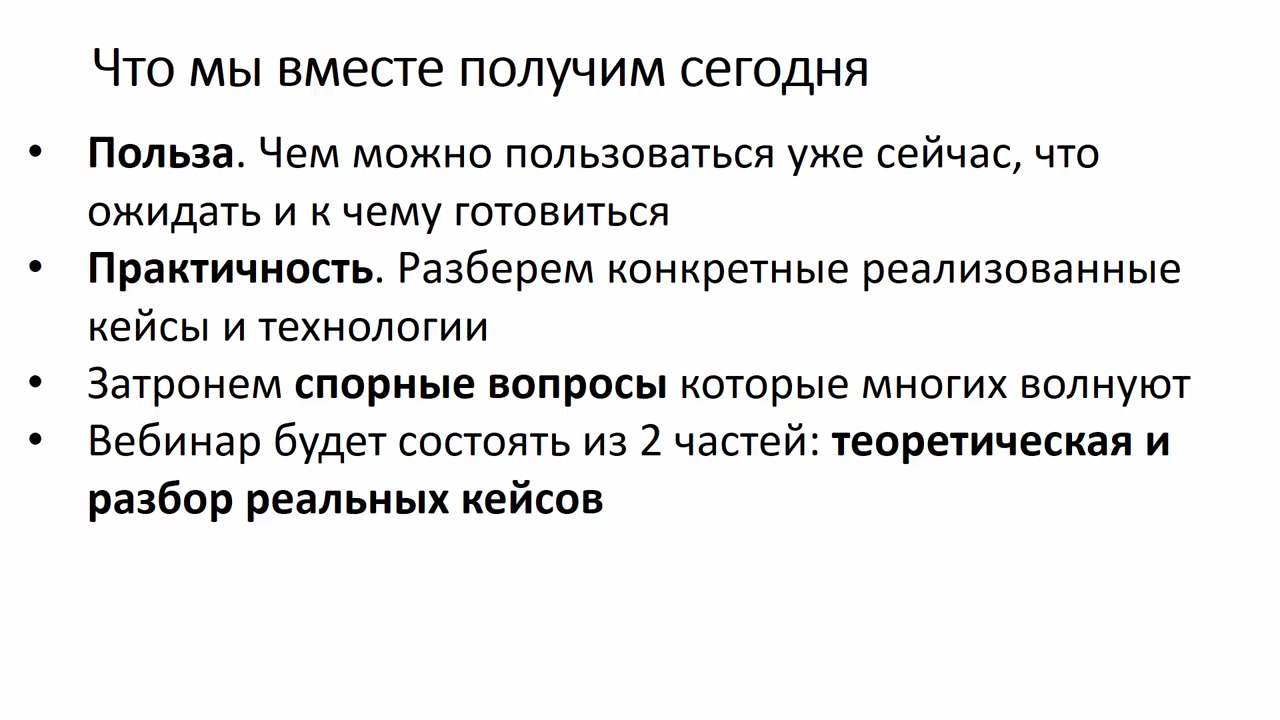 Что мы вместе получим сегодня
• Польза. Чем можно пользоваться уже сейчас, что
ожидать и к чему готовиться
• Практичность. Разберем конкретные реализованные
кейсы и технологии
• Затронем спорные вопросы которые многих волнуют
• Вебинар будет состоять из 2 частей: теоретическая и
разбор реальных кейсов